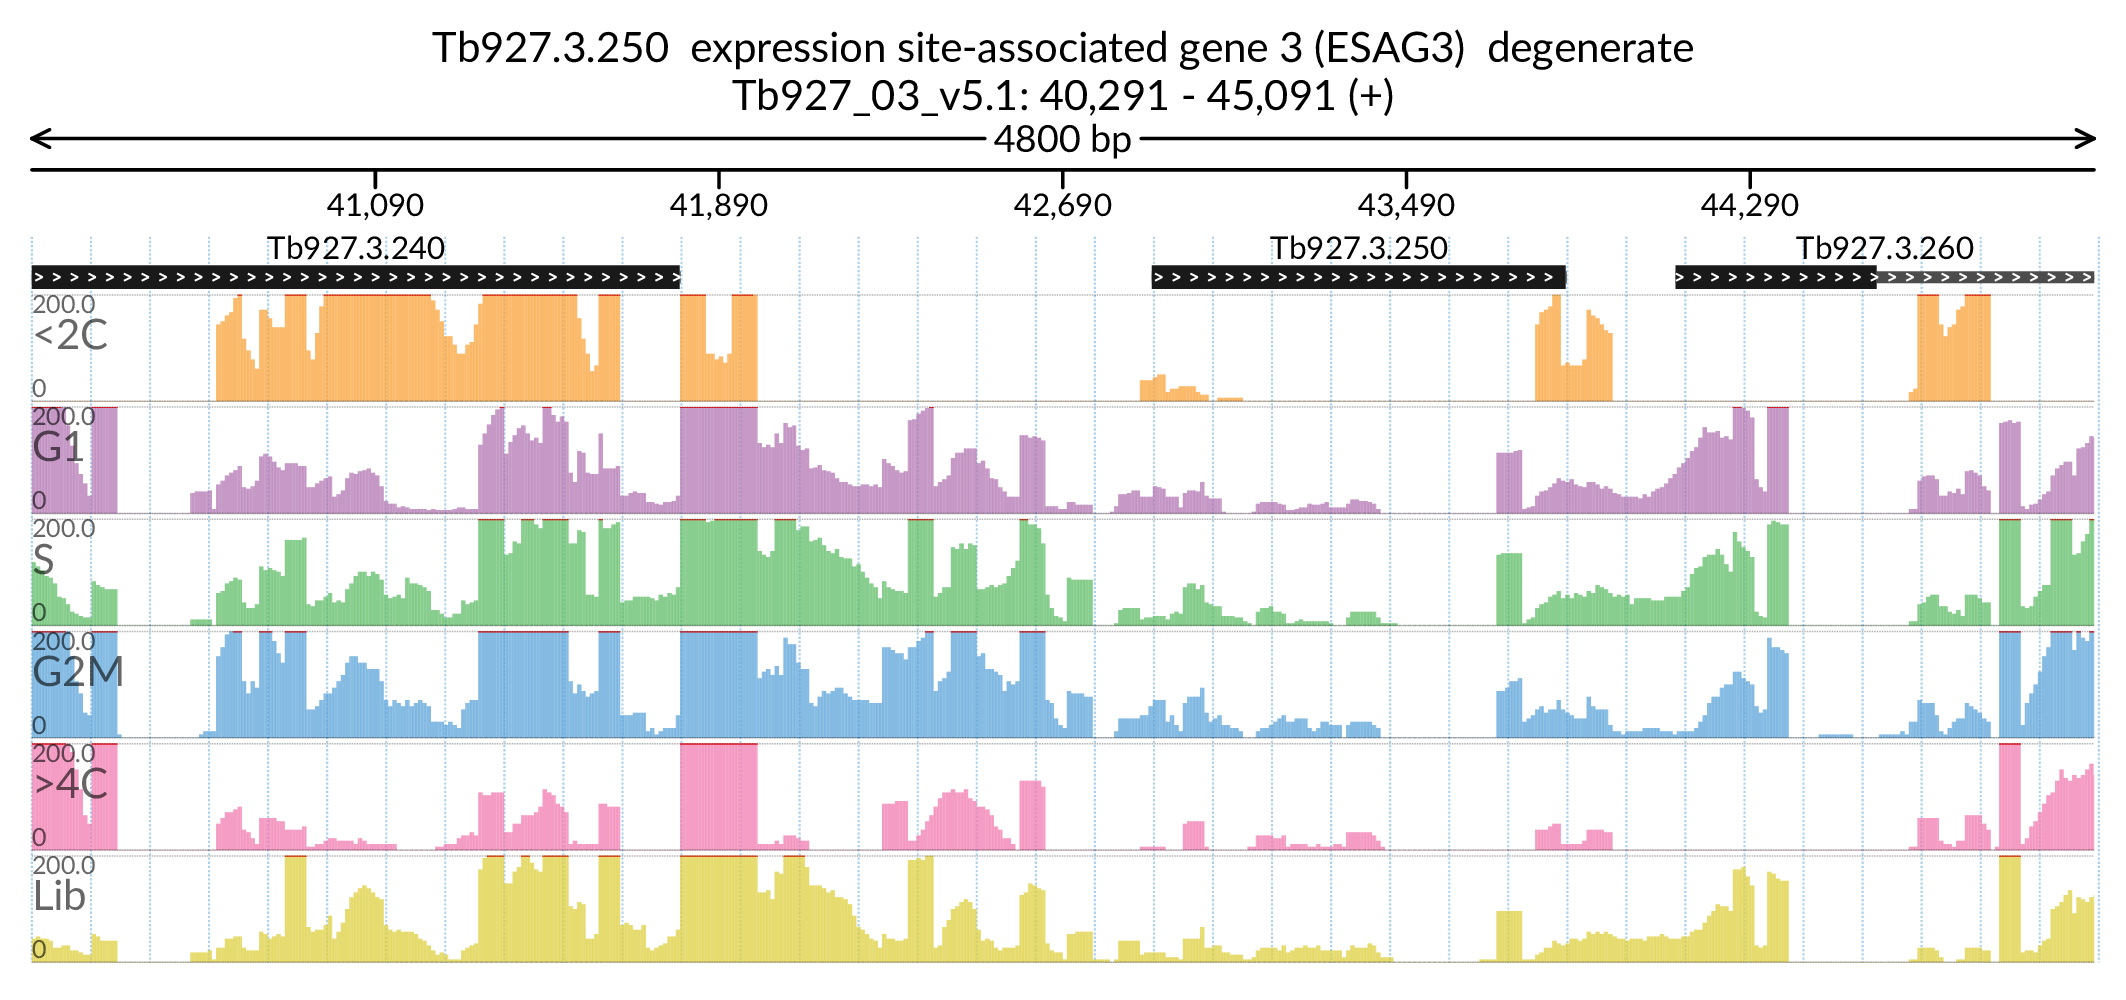 Tb927.3.250 expression site-associated gene 3 (ESAG3) degenerate
Tb927_03_v5.1: 40,291 - 45,091 (+)
4800 bp
41,090 41,890 42,690 43,490 44,290
Tb927.3.240 Tb927.3.250 Tb927.3.260
200.0
<2C
0
200.0
G1
0
200.0
S
0
200.0
G2M
0
200.0
>4C
0
200.0
Lib
0